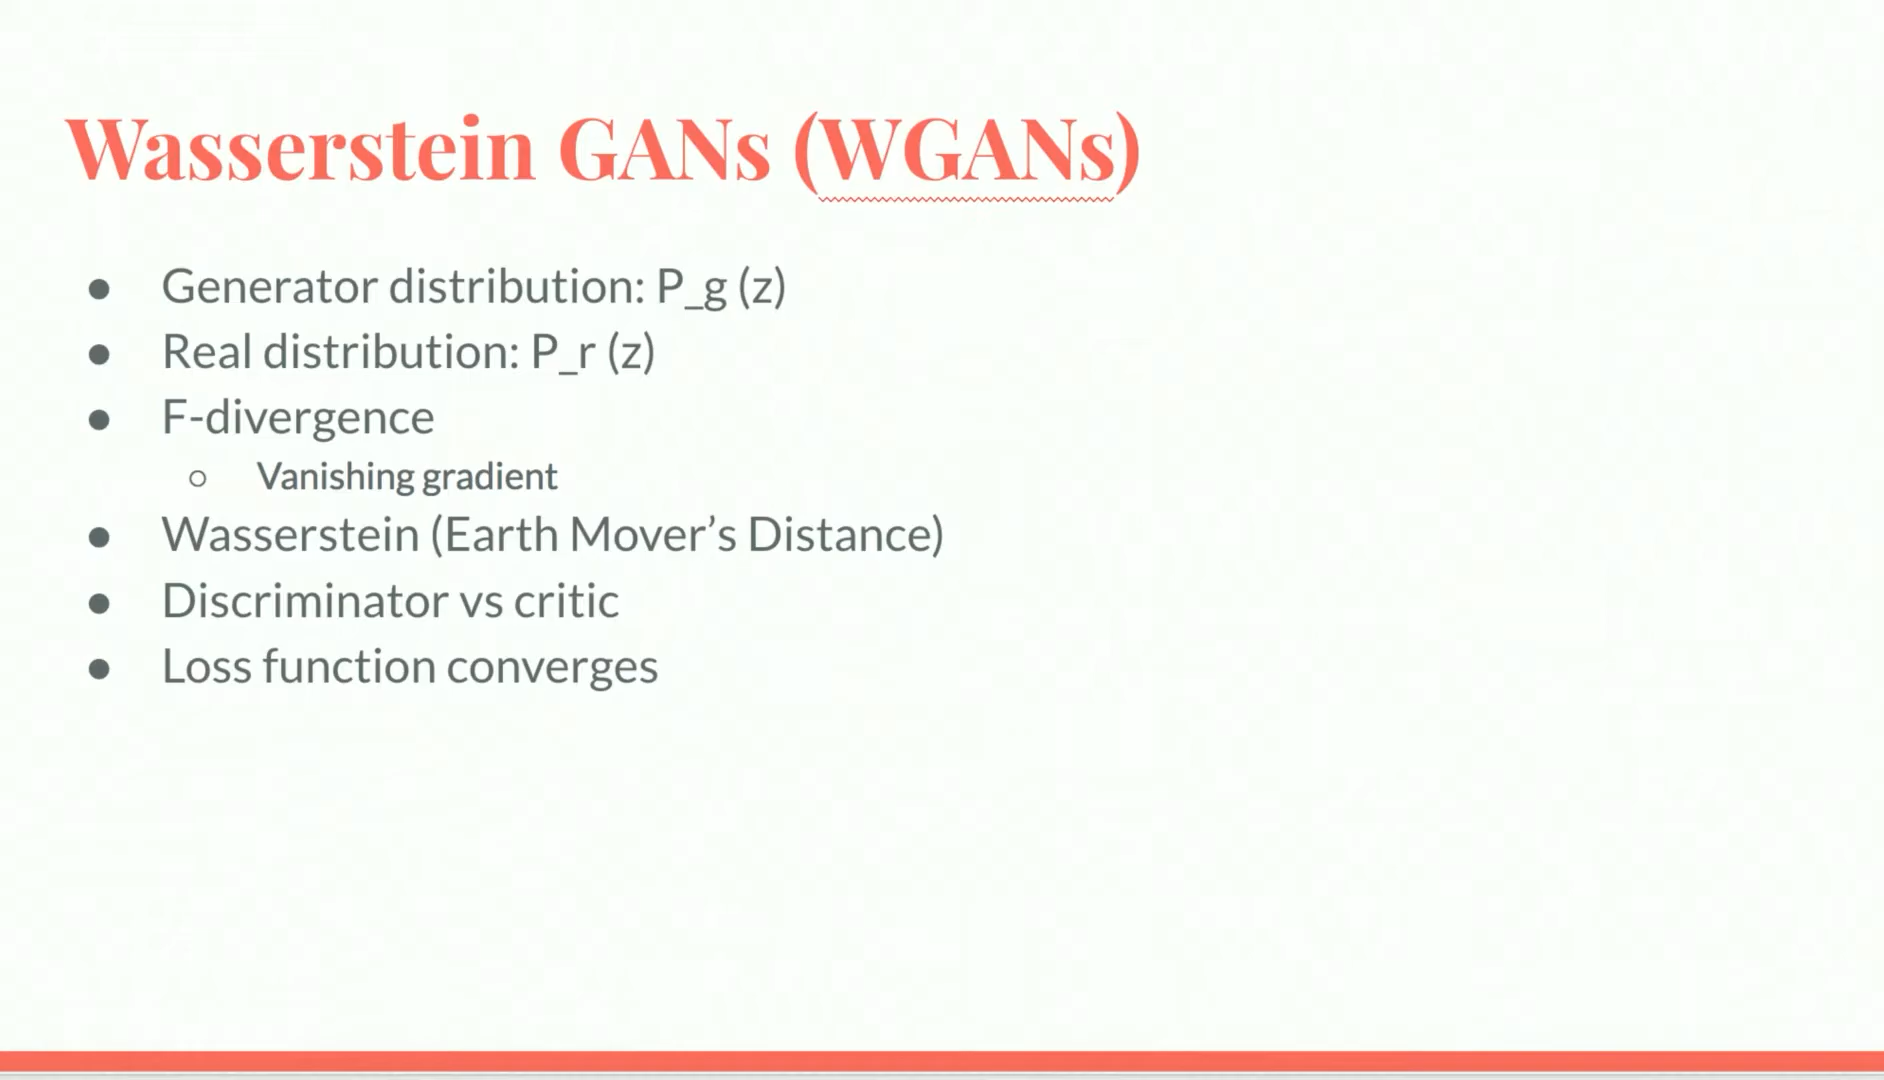 Wasserstein GANs (WGANs)
● Generator distribution: P_g (z)
● Real distribution: P_r (z)
● F-divergence
○ Vanishing gradient
● Wasserstein (Earth Mover’s Distance)
● Discriminator vs critic
● Loss function converges